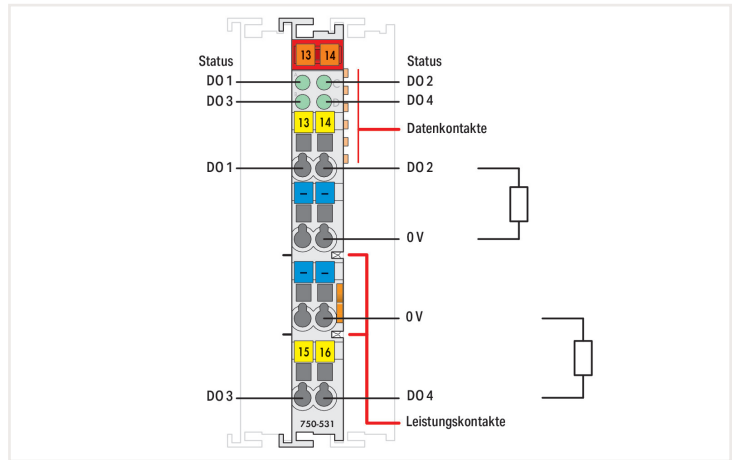 13 14
Status Status
DO 1 DO 2
DO 3 DO 4
13 14
Datenkontakte
DO 1 DO 2
– –
0 V
– –
0 V
15 16
DO 3 DO 4
750-531
Leistungskontakte